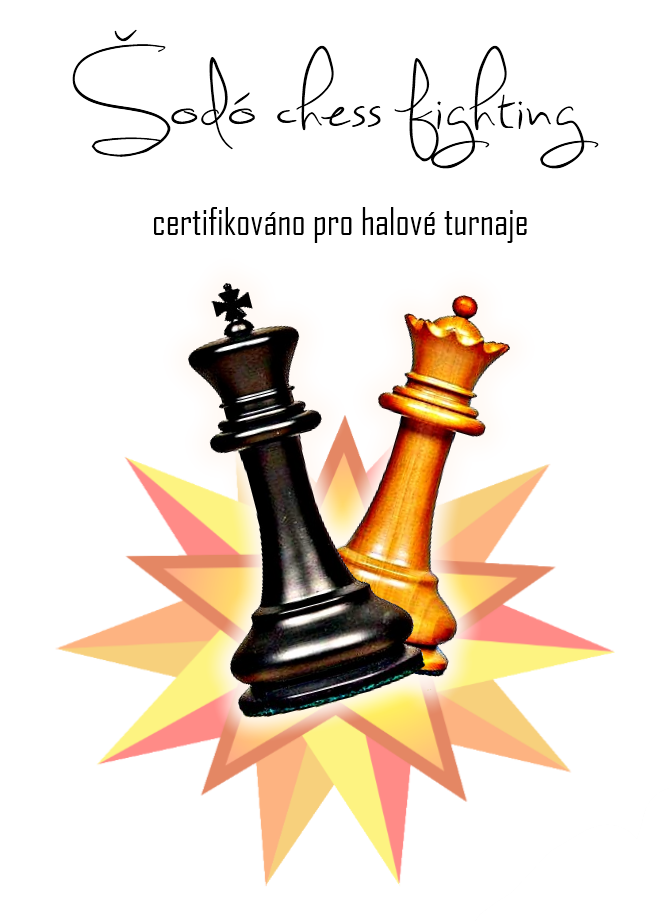 Šodó chess fighting
certifikováno pro halové turnaje